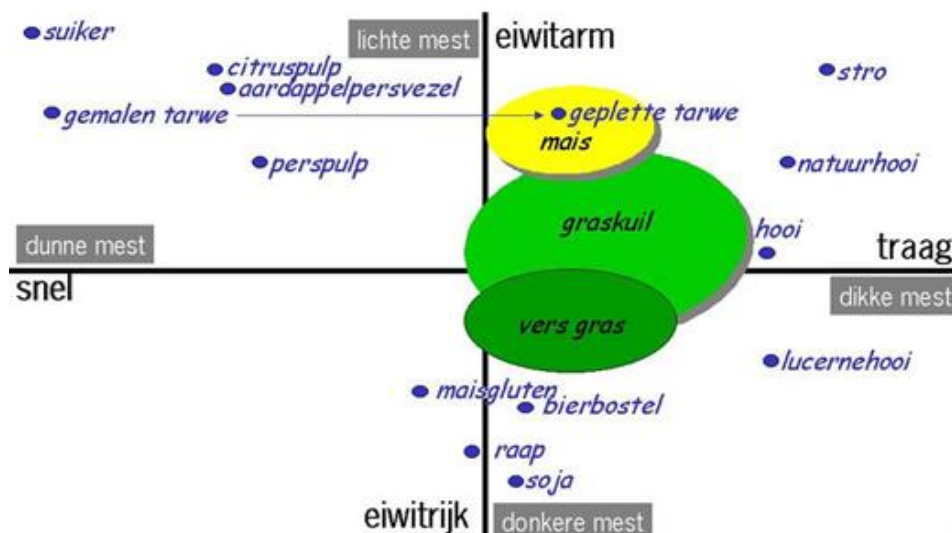 suiker
lichte mest
eiwitarm
citruspulp
stro
aardappelpersvezel
gemalen tarwe
geplette tarwe
mais
perspulp
natuurhooi
graskuil
hooi
dunne mest
traag
snel
dikke mest
vers gras
lucernehooi
maisgluten
bierbostel
raap
soja
eiwitrijk
donkere mest